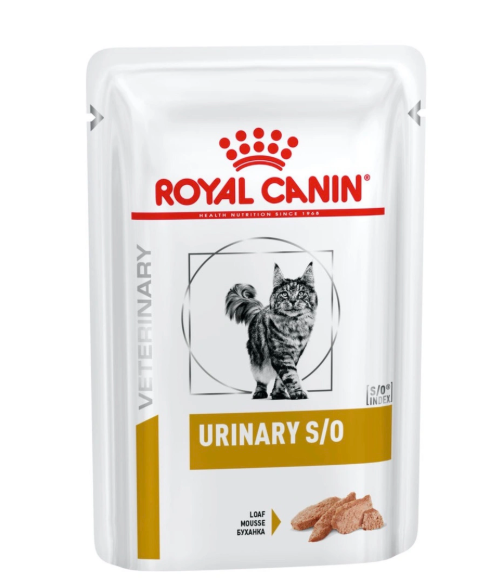 ROYAL CANIN®
HEALTH NUTRITION SINCE 1968
VETERINARY
S/O®
INDEX
URINARY S/O
LOAF
MOUSSE
БУХАНКА